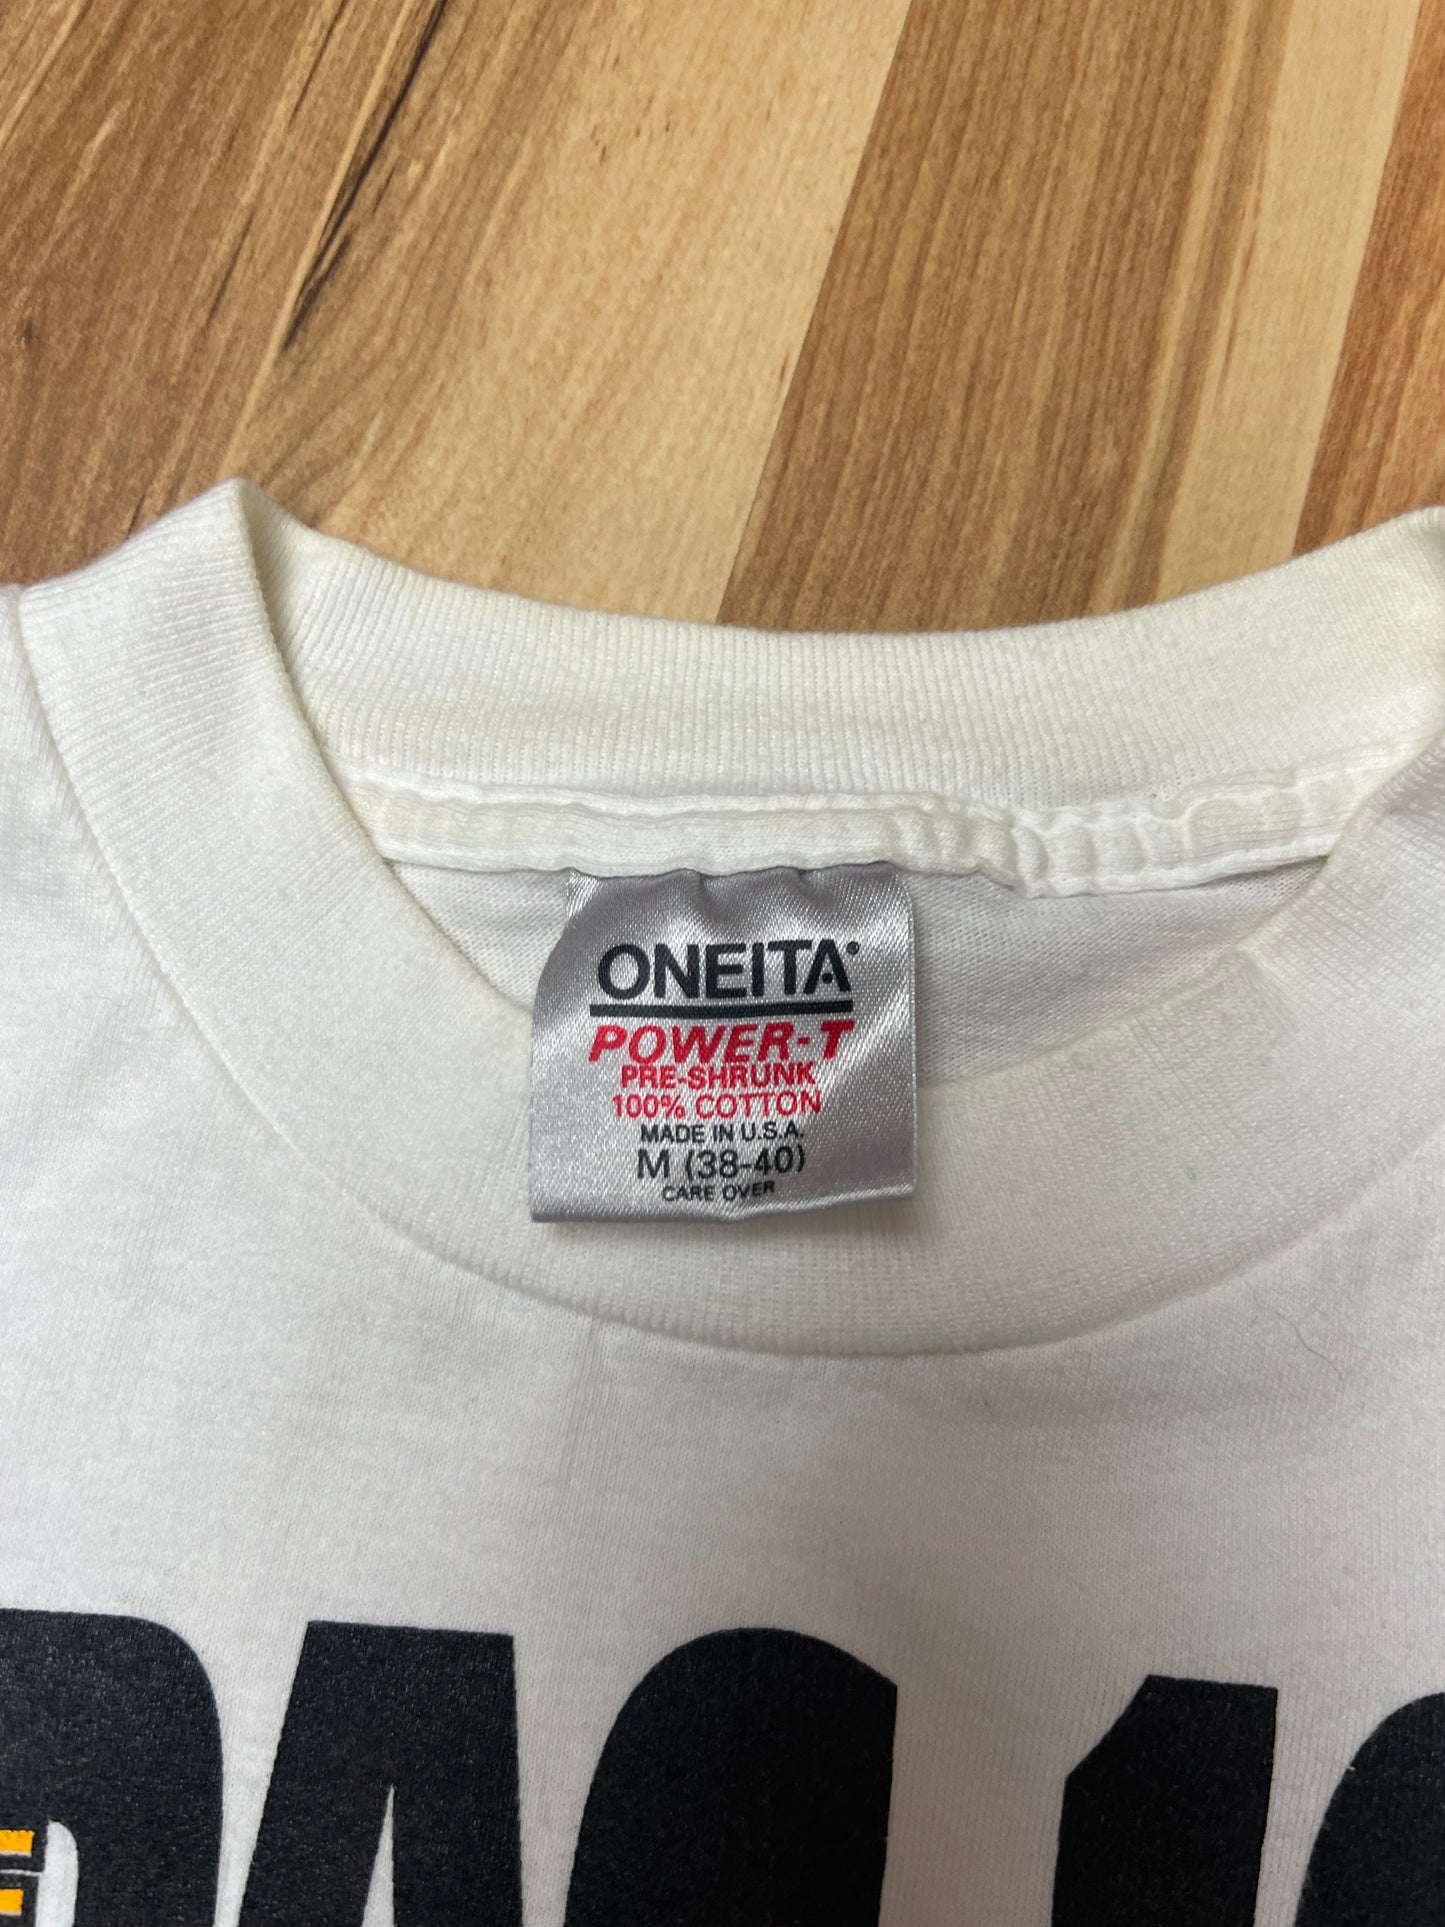 ONEITA®
POWER-T
PRE-SHRUNK
100% COTTON
MADE IN U.S.A.
M (38-40)
CARE OVER